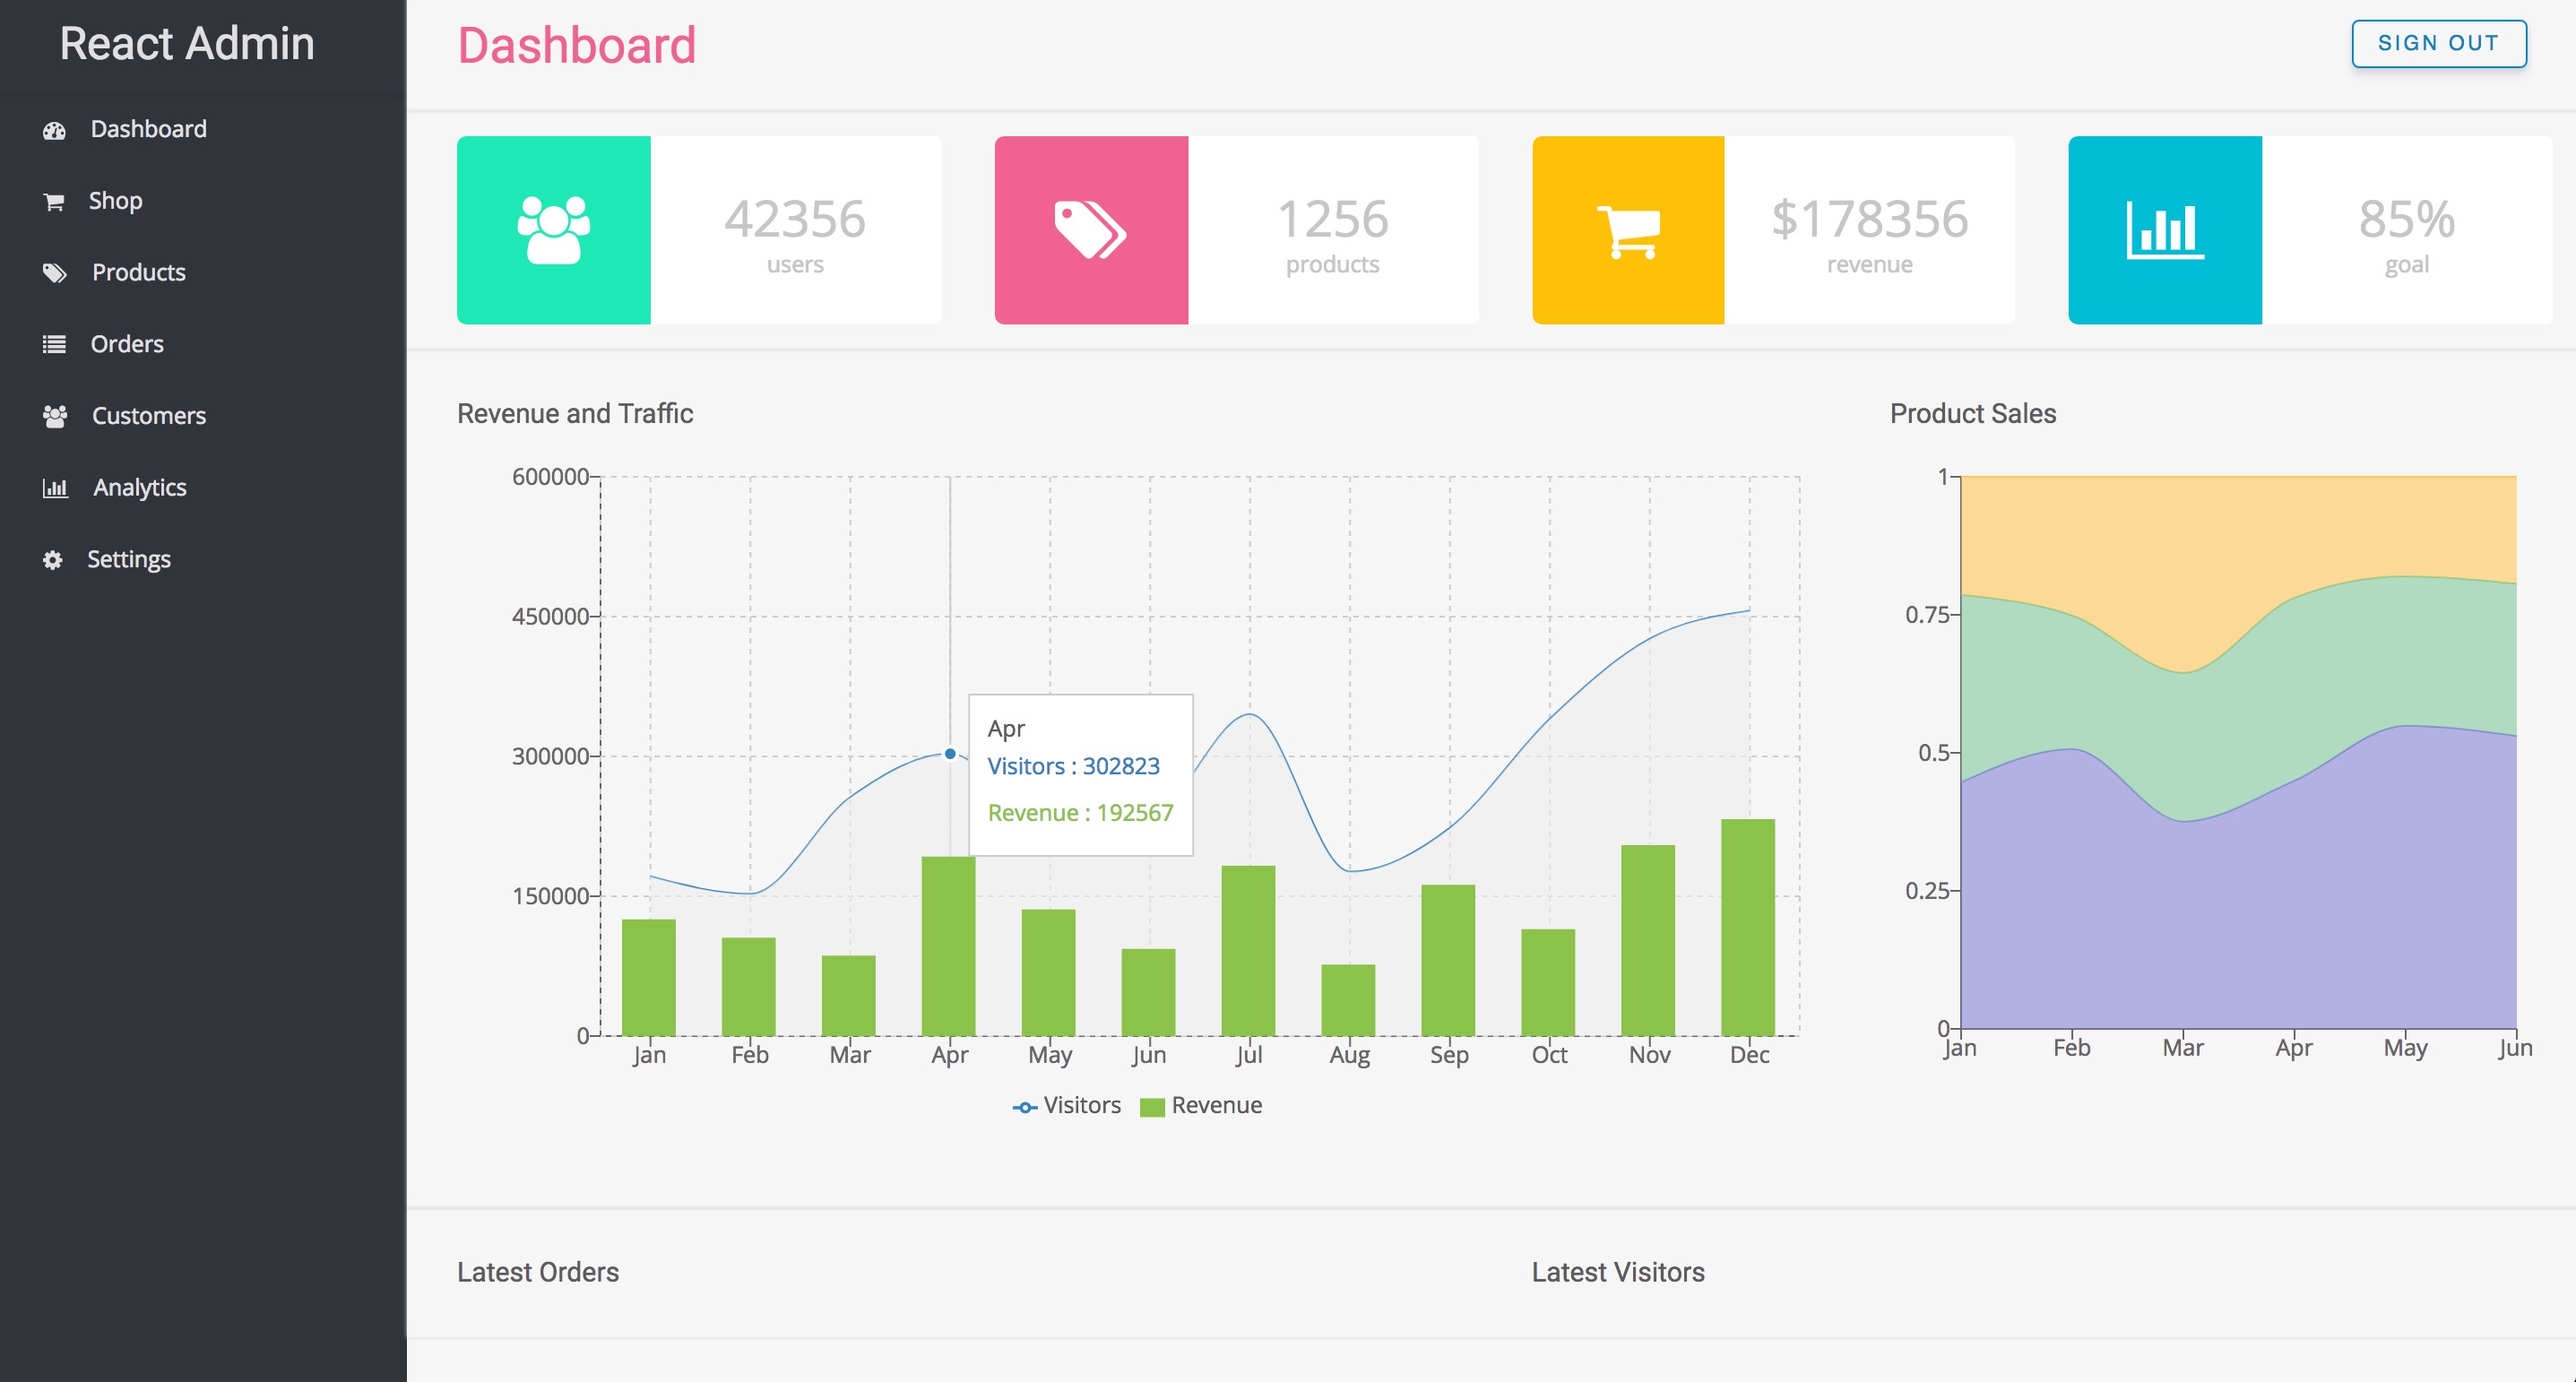 React Admin
Dashboard
Shop
Products
Orders
Customers
Analytics
Settings
Dashboard
SIGN OUT
42356
users
1256
products
$178356
revenue
85%
goal
Revenue and Traffic
600000
450000
300000
150000
0
Apr
Visitors : 302823
Revenue : 192567
Jan Feb Mar Apr May Jun Jul Aug Sep Oct Nov Dec
Visitors Revenue
Product Sales
1
0.75
0.5
0.25
0
Jan Feb Mar Apr May Jun
Latest Orders
Latest Visitors